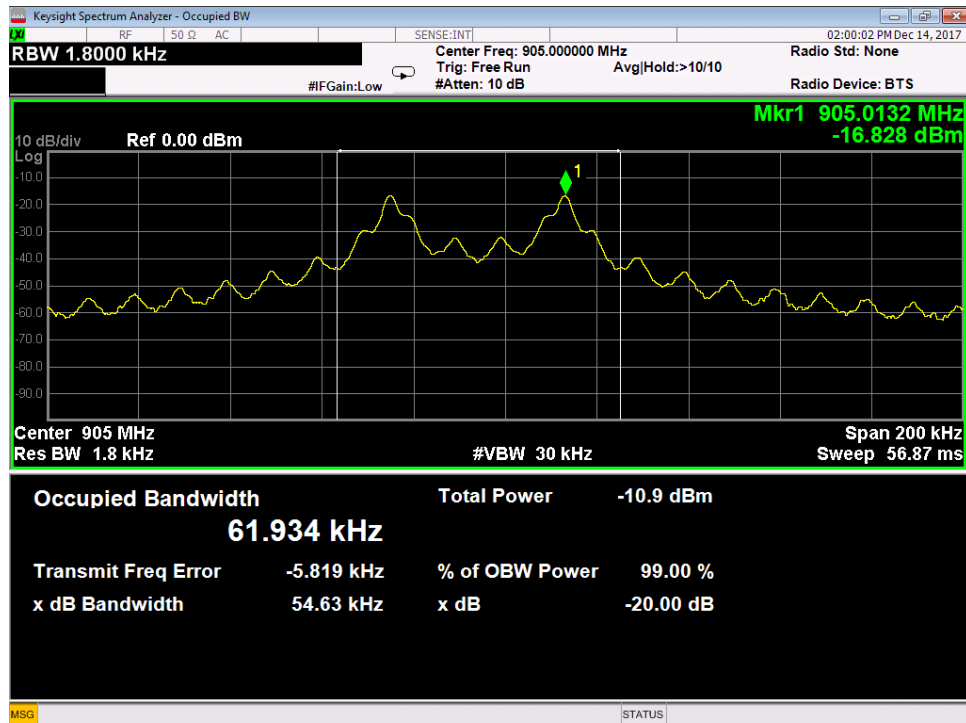 Keysight Spectrum Analyzer - Occupied BW
LXI RF 50 Ω AC SENSE:INT 02:00:02 PM Dec 14, 2017
RBW 1.8000 kHz Center Freq: 905.000000 MHz Radio Std: None
Trig: Free Run Avg|Hold:>10/10
#IFGain:Low #Atten: 10 dB Radio Device: BTS
Mkr1 905.0132 MHz
10 dB/div Ref 0.00 dBm -16.828 dBm
Log
1
-10.0
-20.0
-30.0
-40.0
-50.0
-60.0
-70.0
-80.0
-90.0
Center 905 MHz Span 200 kHz
Res BW 1.8 kHz #VBW 30 kHz Sweep 56.87 ms
Occupied Bandwidth Total Power -10.9 dBm
61.934 kHz
Transmit Freq Error -5.819 kHz % of OBW Power 99.00 %
x dB Bandwidth 54.63 kHz x dB -20.00 dB
MSG STATUS